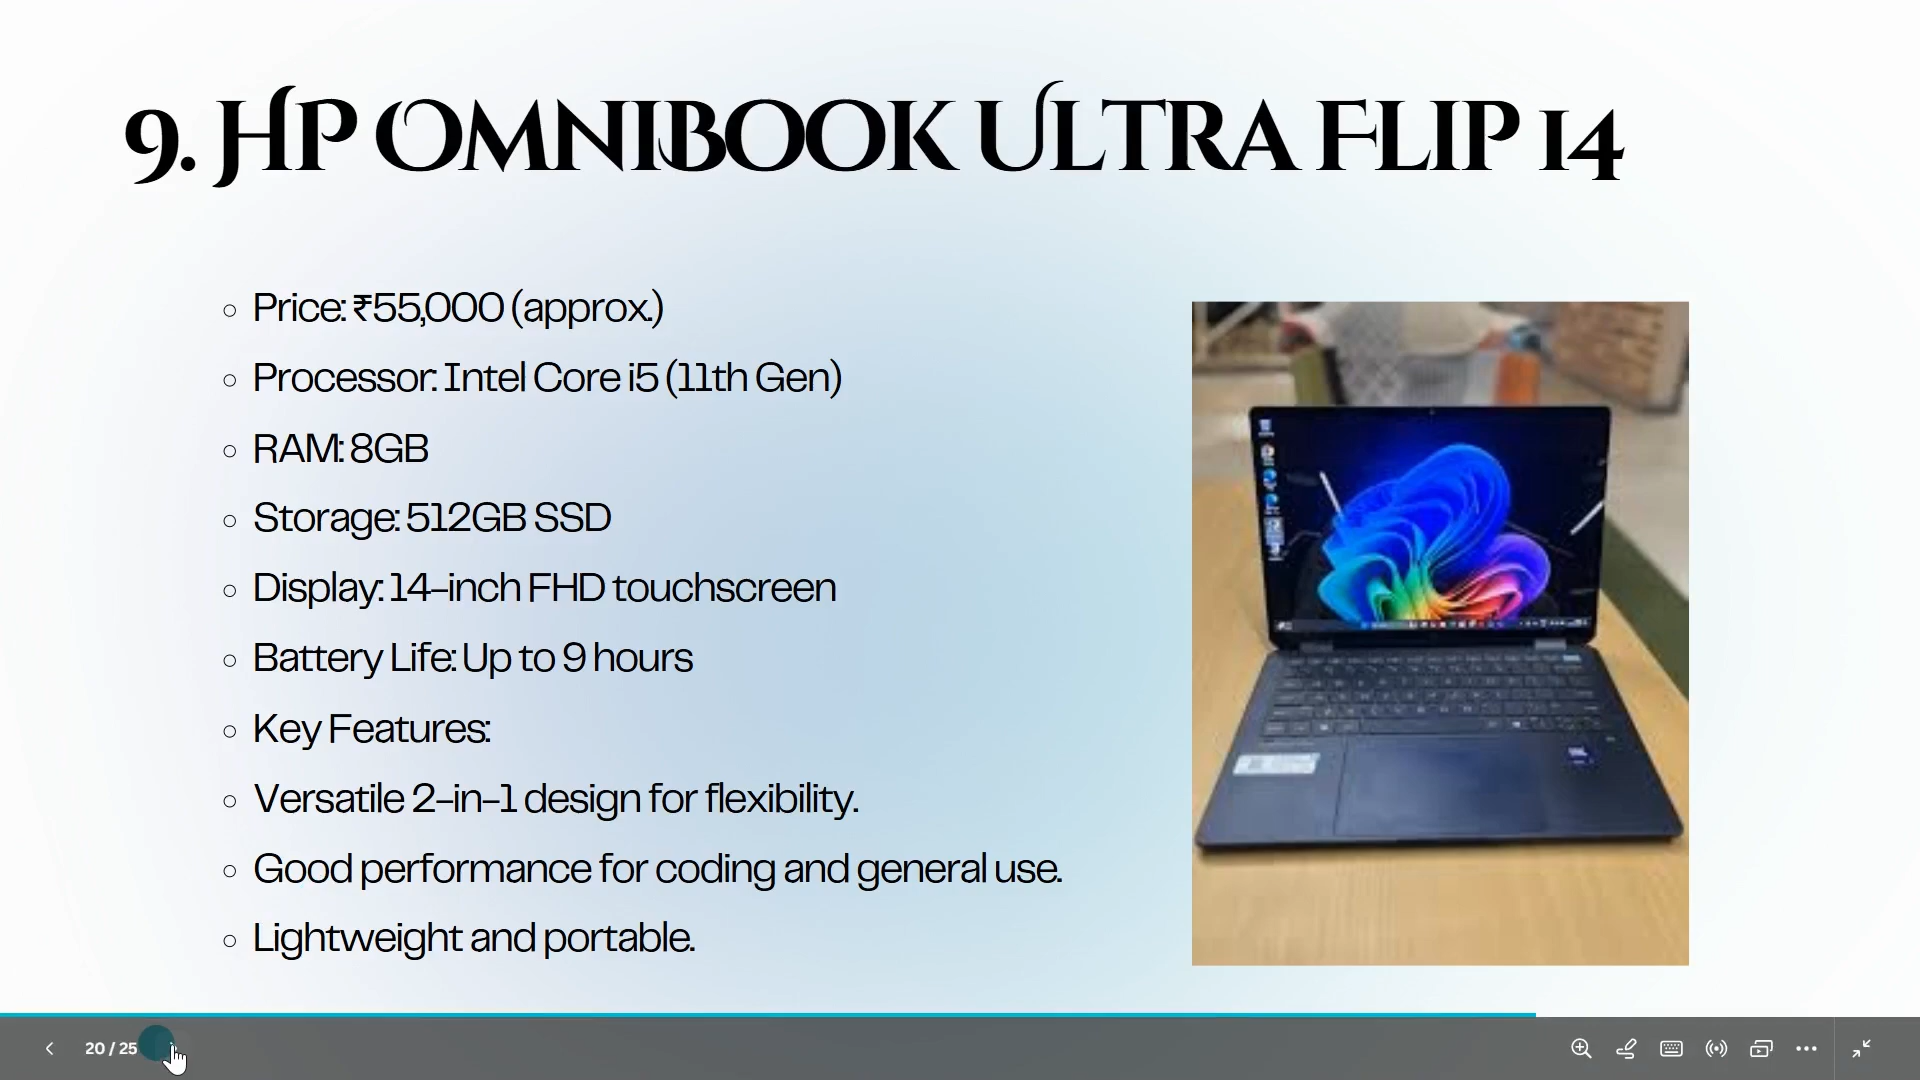 9. HP OMNIBOOK ULTRA FLIP 14
Price: ₹55,000 (approx.)
Processor: Intel Core i5 (11th Gen)
RAM: 8GB
Storage: 512GB SSD
Display: 14-inch FHD touchscreen
Battery Life: Up to 9 hours
Key Features:
Versatile 2-in-1 design for flexibility.
Good performance for coding and general use.
Lightweight and portable.
20 / 25